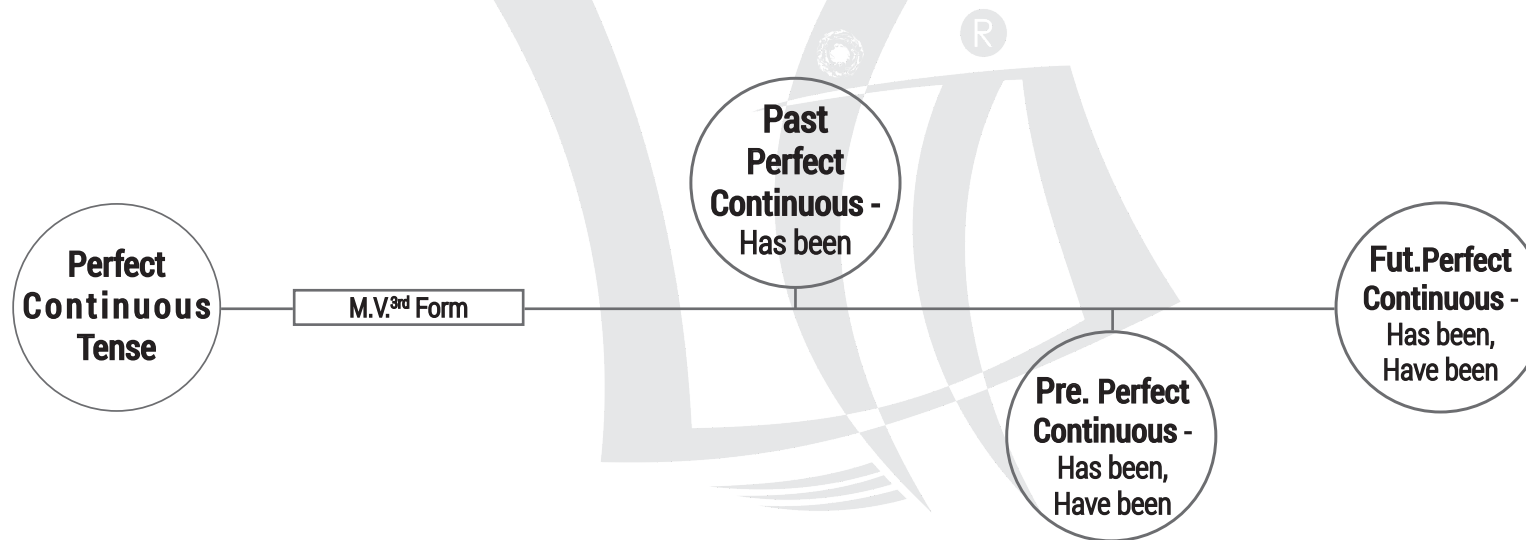 Perfect
Continuous
Tense
M.V.3rd Form
Past
Perfect
Continuous -
Has been
Pre. Perfect
Continuous -
Has been,
Have been
Fut.Perfect
Continuous -
Has been,
Have been
®